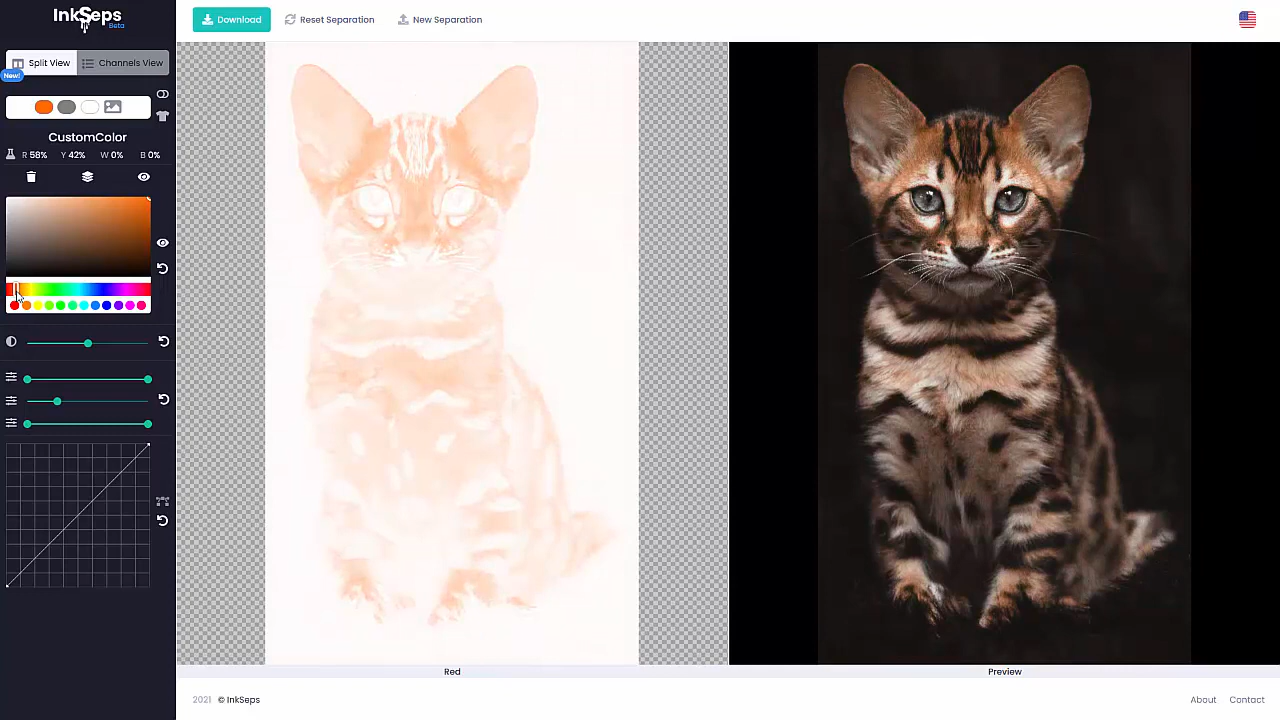 InkSeps
Beta
Download
Reset Separation
New Separation
Split View
Channels View
New!
CustomColor
R 58% Y 42% W 0% B 0%
Red
Preview
2021 © InkSeps
About
Contact